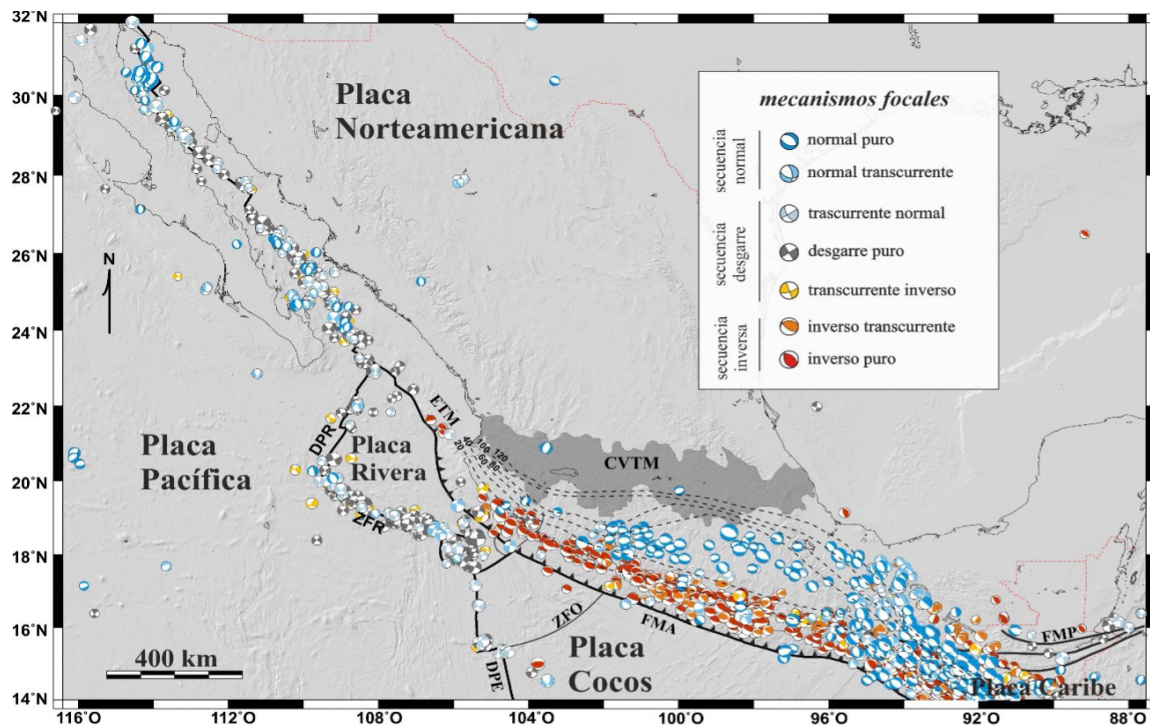 32°N
30°N
28°N
26°N
24°N
22°N
20°N
18°N
16°N
14°N
116°O
112°O
108°O
104°O
100°O
96°O
92°O
88°O
Placa
Norteamericana
mecanismos focales
secuencia
normal
normal puro
normal transcurrente
secuencia
desgarre
trascurrente normal
desgarre puro
transcurrente inverso
secuencia
inversa
inverso transcurrente
inverso puro
N
Placa
Pacífica
DPR
Placa
Rivera
ETM
20
40
60
80
100
120
CVTM
ZFR
ZFO
FMA
FMP
DPE
Placa
Cocos
Placa Caribe
400 km